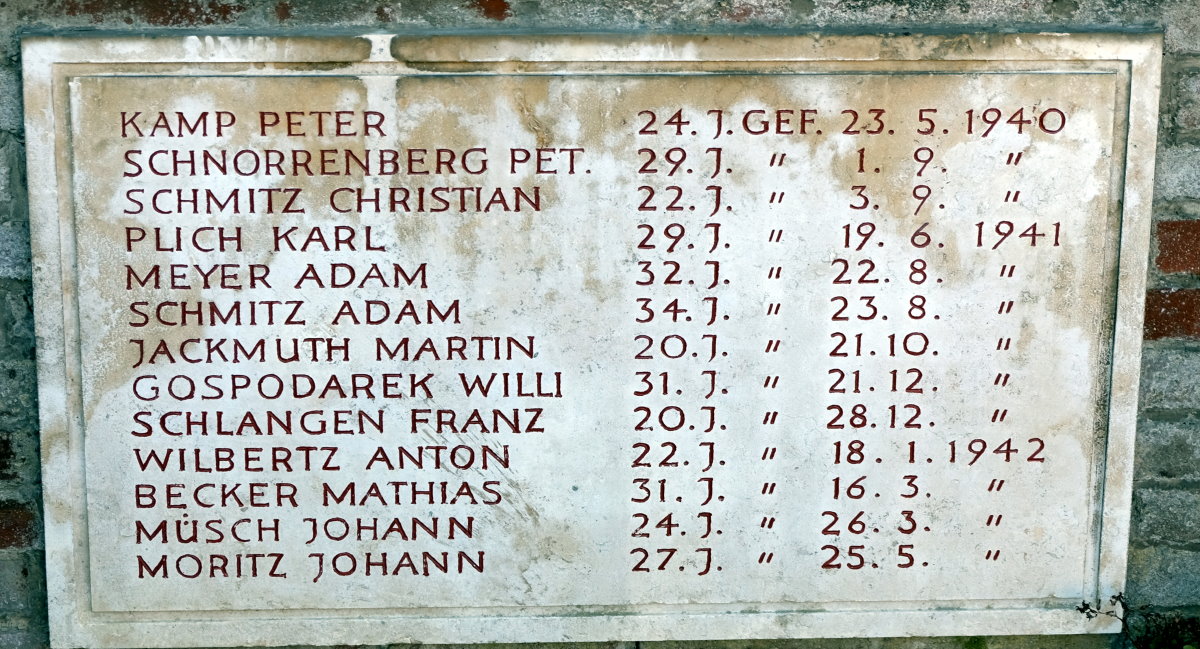 KAMP PETER 24. J. GEF. 23. 5. 1940
SCHNORRENBERG PET. 29. J. " 1. 9. "
SCHMITZ CHRISTIAN 22. J. " 3. 9. "
PLICH KARL 29. J. " 19. 6. 1941
MEYER ADAM 32. J. " 22. 8. "
SCHMITZ ADAM 34. J. " 23. 8. "
JACKMUTH MARTIN 20. J. " 21. 10. "
GOSPODAREK WILLI 31. J. " 21. 12. "
SCHLANGEN FRANZ 20. J. " 28. 12. "
WILBERTZ ANTON 22. J. " 18. 1. 1942
BECKER MATHIAS 31. J. " 16. 3. "
MÜSCH JOHANN 24. J. " 26. 3. "
MORITZ JOHANN 27. J. " 25. 5. "